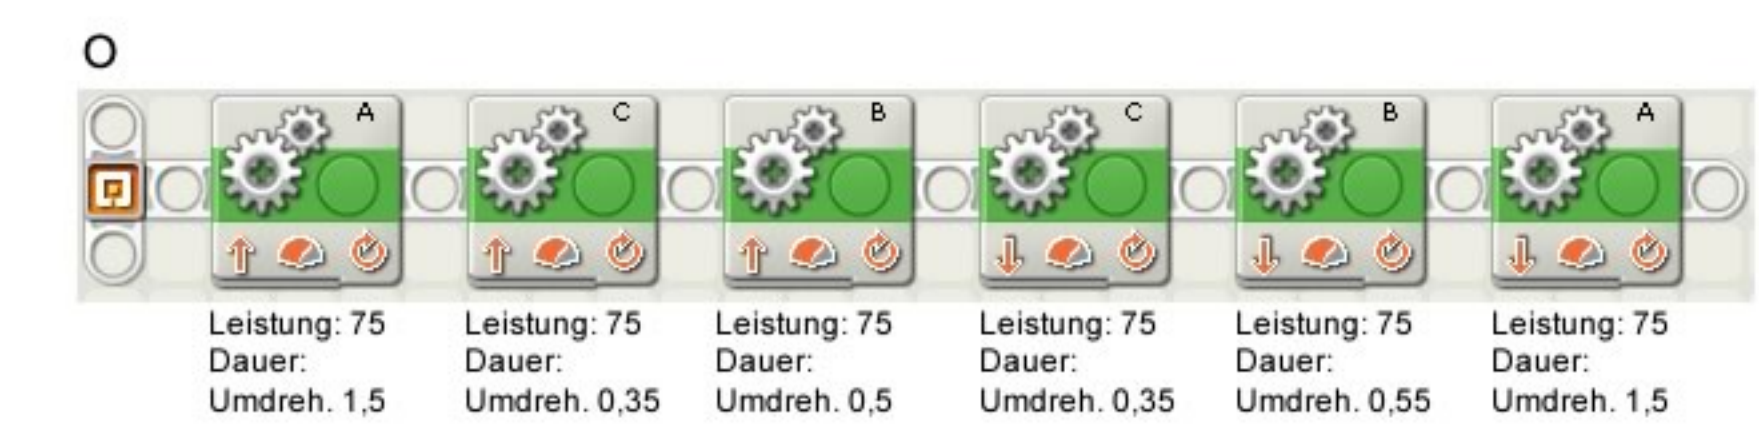 O
A C B C B A
Leistung: 75 Leistung: 75 Leistung: 75 Leistung: 75 Leistung: 75 Leistung: 75
Dauer: Dauer: Dauer: Dauer: Dauer: Dauer:
Umdreh. 1,5 Umdreh. 0,35 Umdreh. 0,5 Umdreh. 0,35 Umdreh. 0,55 Umdreh. 1,5